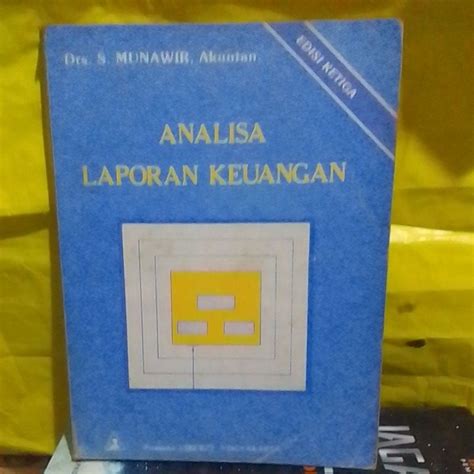 Drs. S. MUNAWIR, Akuntan
EDISI KETIGA
ANALISA
LAPORAN KEUANGAN